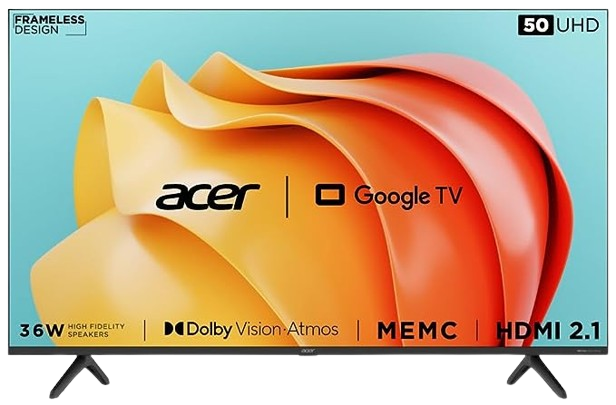 FRAMELESS
DESIGN
50 UHD
acer | Google TV
36W HIGH FIDELITY
SPEAKERS
Dolby Vision·Atmos
MEMC
HDMI 2.1
acer